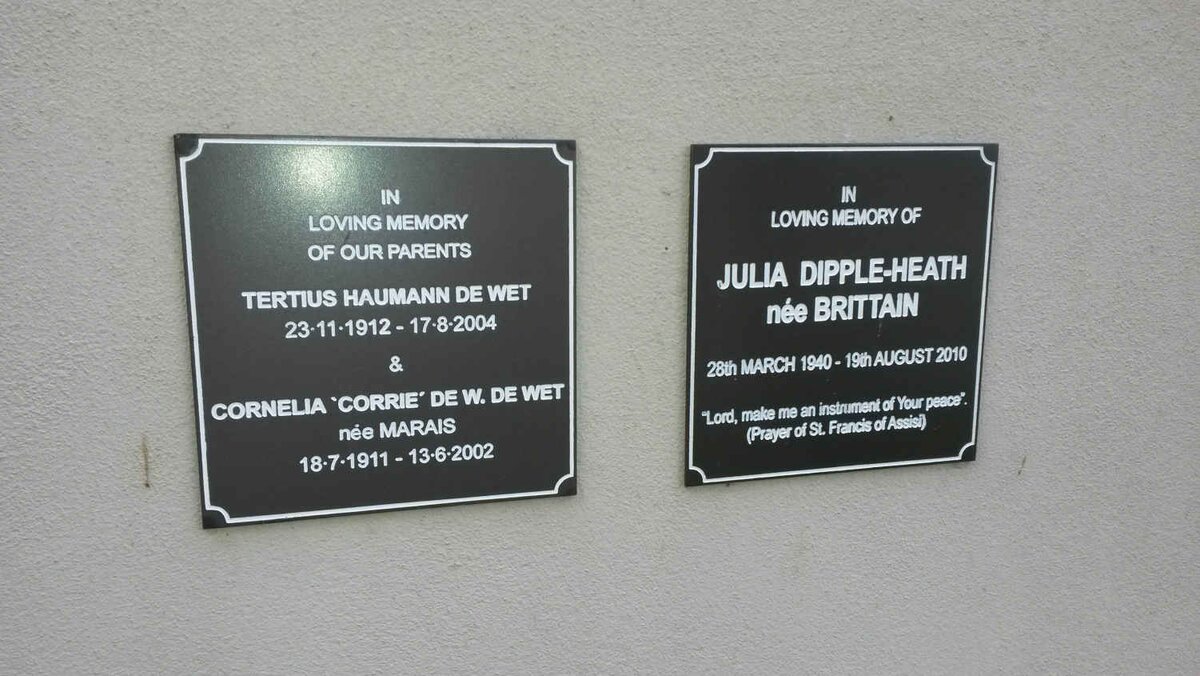 IN
LOVING MEMORY
OF OUR PARENTS
TERTIUS HAUMANN DE WET
23·11·1912 - 17·8·2004
&
CORNELIA `CORRIE´ DE W. DE WET
née MARAIS
18·7·1911 - 13·6·2002
IN
LOVING MEMORY OF
JULIA DIPPLE-HEATH
née BRITTAIN
28th MARCH 1940 - 19th AUGUST 2010
“Lord, make me an instrument of Your peace”.
(Prayer of St. Francis of Assisi)